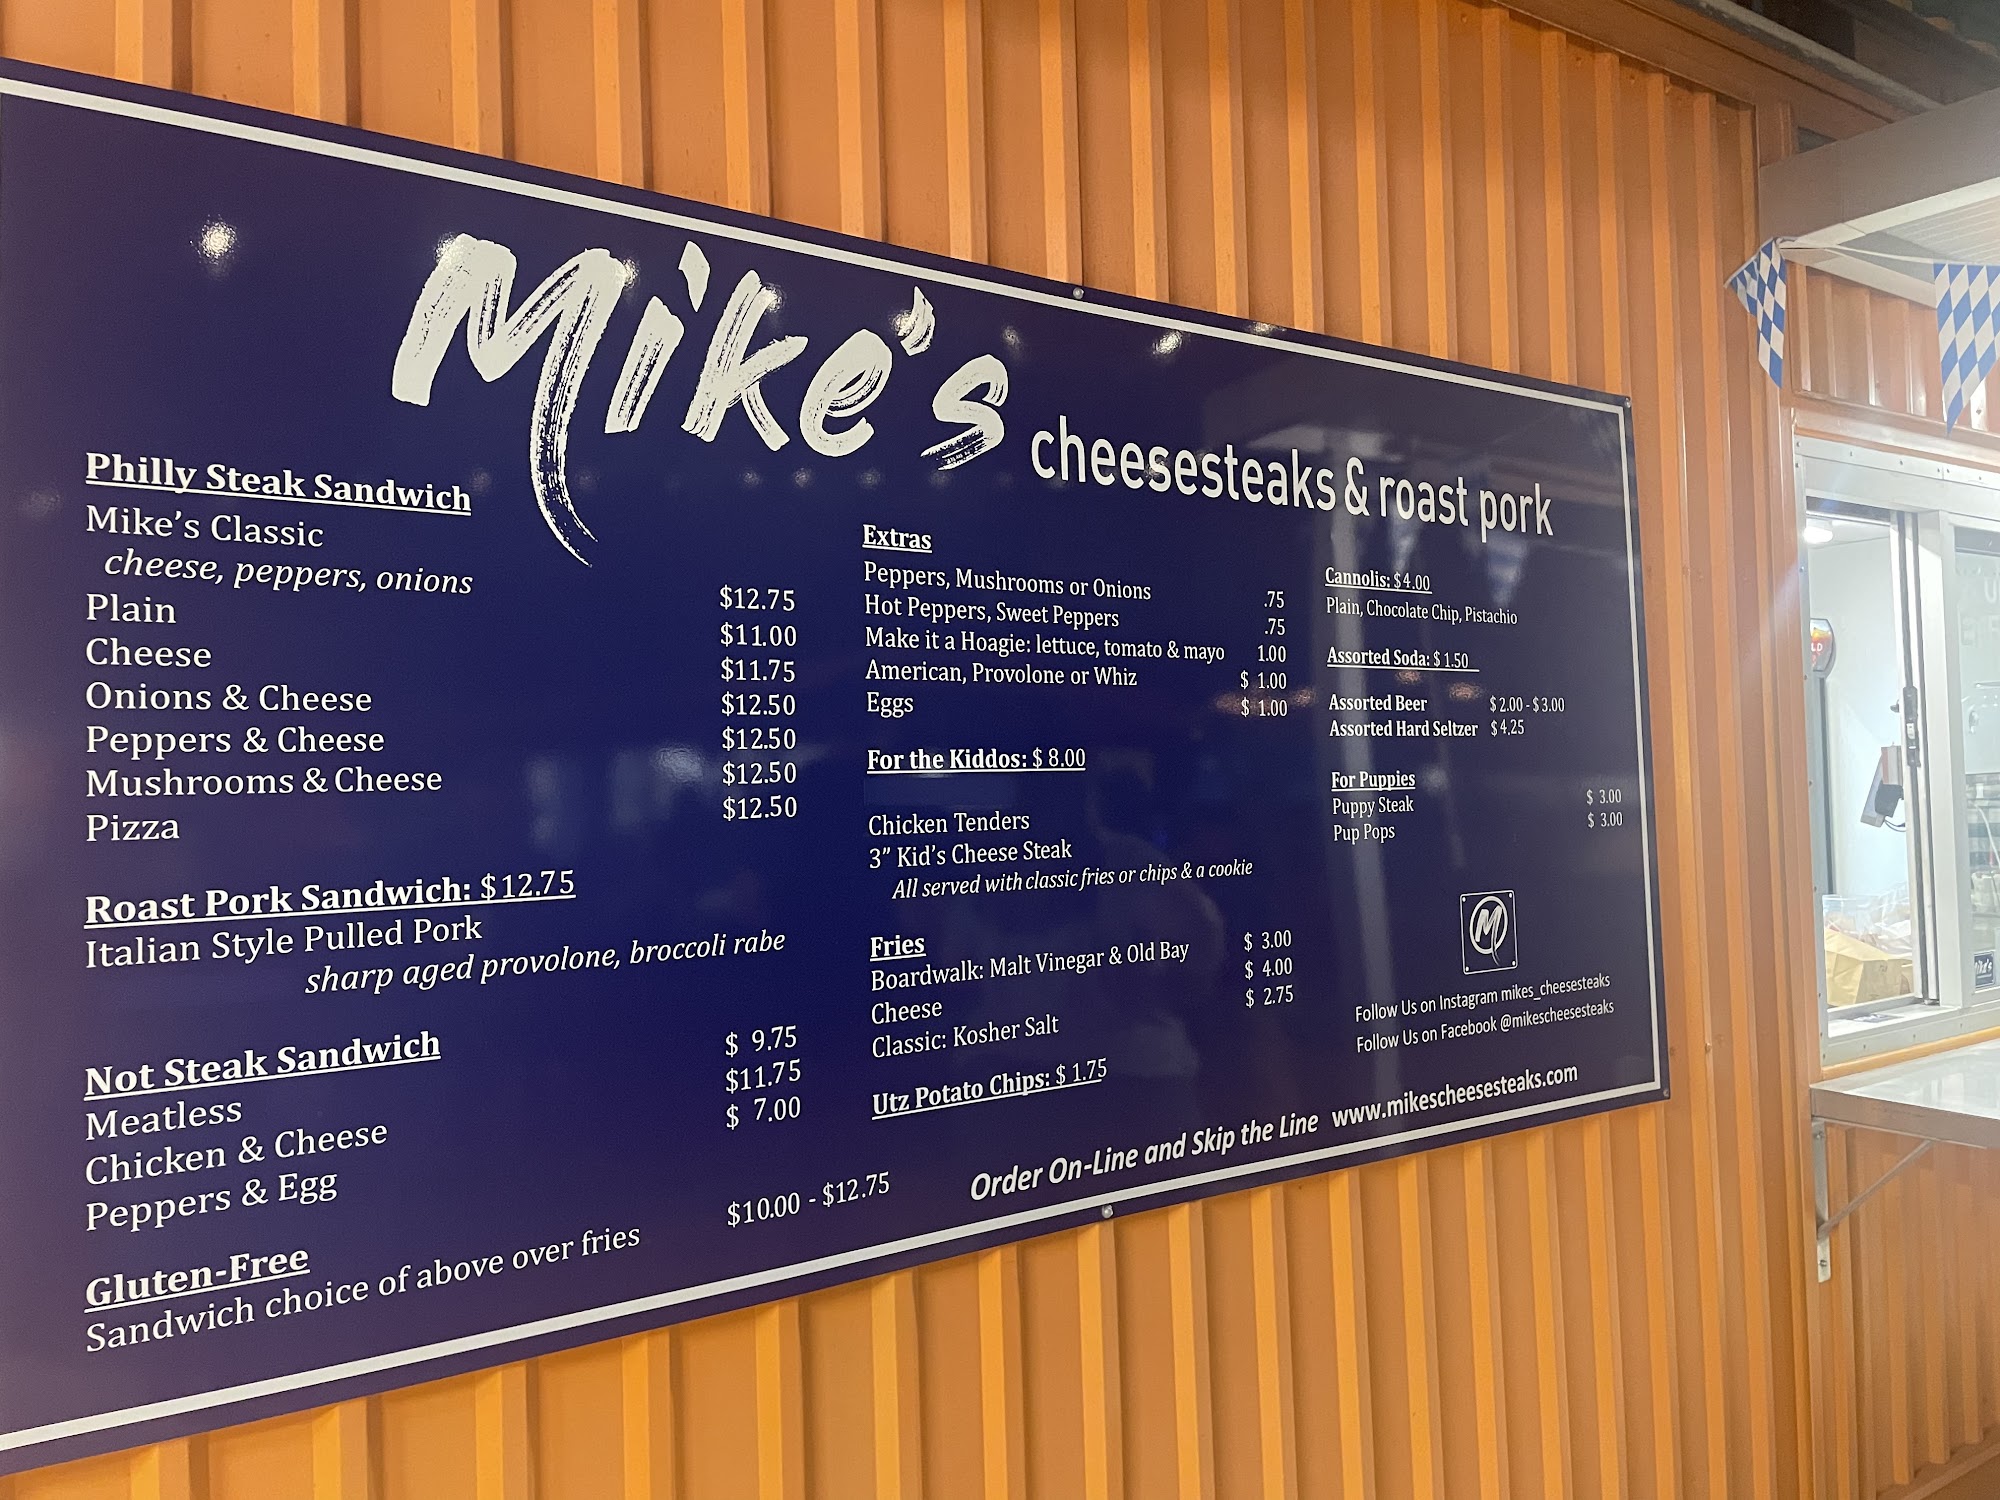 Mike's cheesesteaks & roast pork
Philly Steak Sandwich
Mike's Classic
cheese, peppers, onions $12.75
Plain $11.00
Cheese $11.75
Onions & Cheese $12.50
Peppers & Cheese $12.50
Mushrooms & Cheese $12.50
Pizza $12.50
Roast Pork Sandwich: $12.75
Italian Style Pulled Pork
sharp aged provolone, broccoli rabe
Not Steak Sandwich
Meatless $ 9.75
Chicken & Cheese $11.75
Peppers & Egg $ 7.00
Gluten-Free
Sandwich choice of above over fries $10.00 - $12.75
Extras
Peppers, Mushrooms or Onions .75
Hot Peppers, Sweet Peppers .75
Make it a Hoagie: lettuce, tomato & mayo 1.00
American, Provolone or Whiz $ 1.00
Eggs $ 1.00
For the Kiddos: $ 8.00
Chicken Tenders
3" Kid's Cheese Steak
All served with classic fries or chips & a cookie
Fries
Boardwalk: Malt Vinegar & Old Bay $ 3.00
Cheese $ 4.00
Classic: Kosher Salt $ 2.75
Utz Potato Chips: $ 1.75
Cannolis: $ 4.00
Plain, Chocolate Chip, Pistachio
Assorted Soda: $ 1.50
Assorted Beer $ 2.00 - $ 3.00
Assorted Hard Seltzer $ 4.25
For Puppies
Puppy Steak $ 3.00
Pup Pops $ 3.00
M
Follow Us on Instagram mikes_cheesesteaks
Follow Us on Facebook @mikescheesesteaks
Order On-Line and Skip the Line www.mikescheesesteaks.com